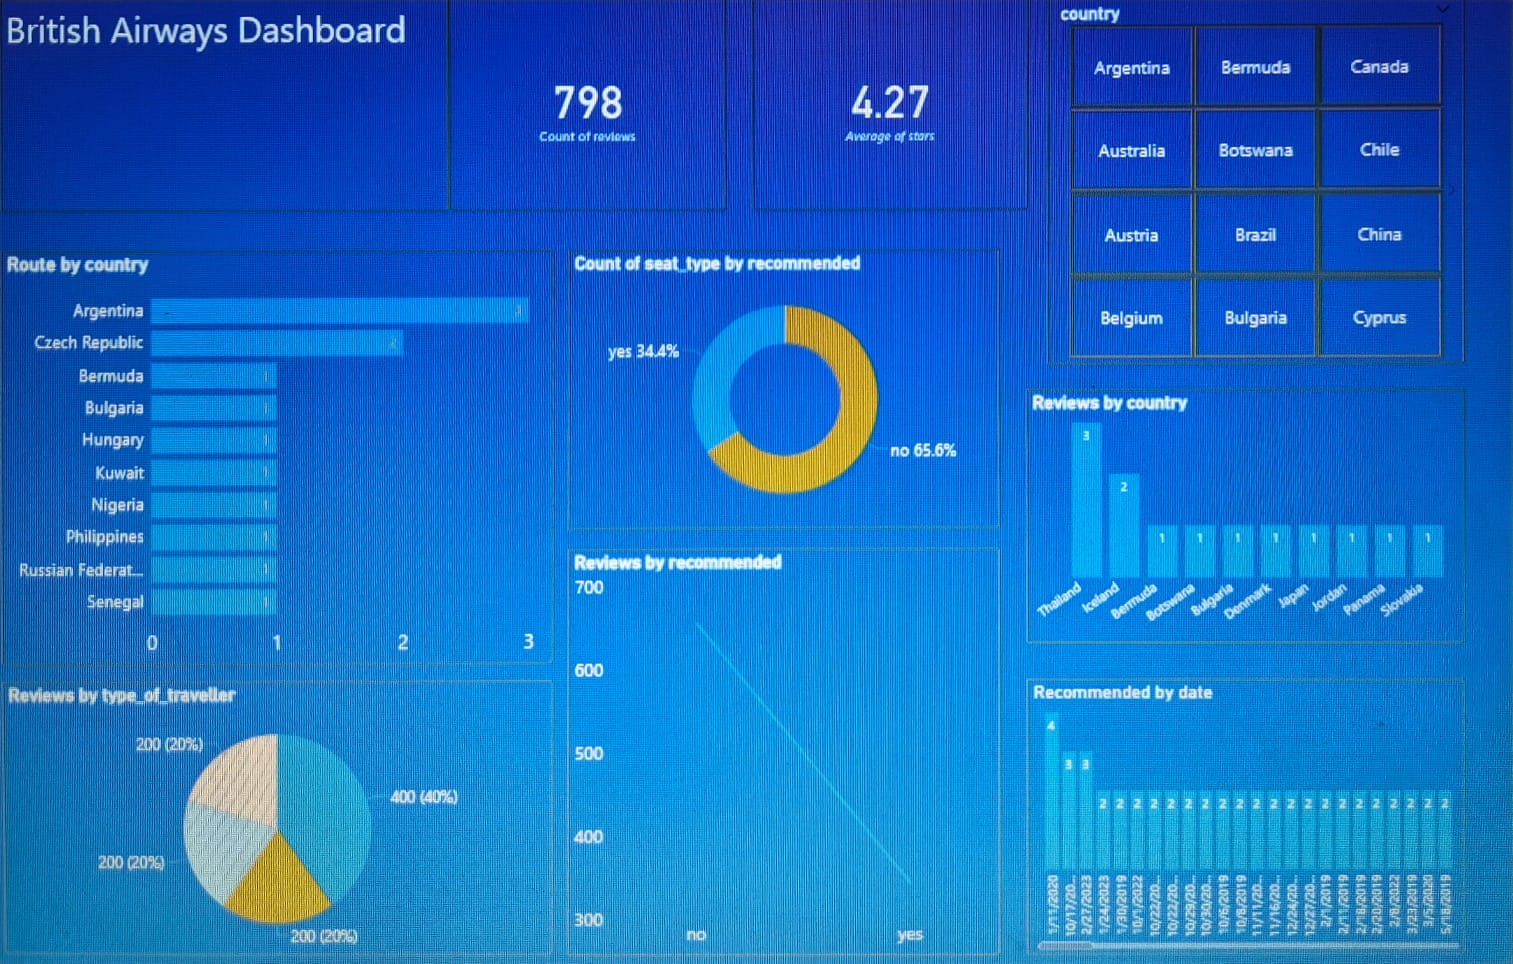 British Airways Dashboard
798
Count of reviews
4.27
Average of stars
country
Argentina
Bermuda
Canada
Australia
Botswana
Chile
Austria
Brazil
China
Belgium
Bulgaria
Cyprus
Route by country
Argentina
3
Czech Republic
2
Bermuda
1
Bulgaria
1
Hungary
1
Kuwait
1
Nigeria
1
Philippines
1
Russian Federat...
1
Senegal
1
0 1 2 3
Count of seat_type by recommended
yes 34.4%
no 65.6%
Reviews by country
3
2
1 1 1 1 1 1 1 1
Thailand
Iceland
Bermuda
Botswana
Bulgaria
Denmark
Japan
Jordan
Panama
Slovakia
Reviews by type_of_traveller
200 (20%)
400 (40%)
200 (20%)
200 (20%)
Reviews by recommended
700
600
500
400
300
no yes
Recommended by date
4
3 3
2 2 2 2 2 2 2 2 2 2 2 2 2 2 2 2 2 2 2 2 2
1/11/2020
10/17/20...
2/27/2023
1/24/2023
1/30/2019
10/1/2022
10/22/20...
10/22/20...
10/29/20...
10/30/20...
10/6/2019
10/8/2019
11/11/20...
11/16/20...
12/24/20...
12/27/20...
2/1/2019
2/11/2019
2/18/2019
2/20/2019
2/8/2022
3/23/2019
3/5/2020
5/18/2019